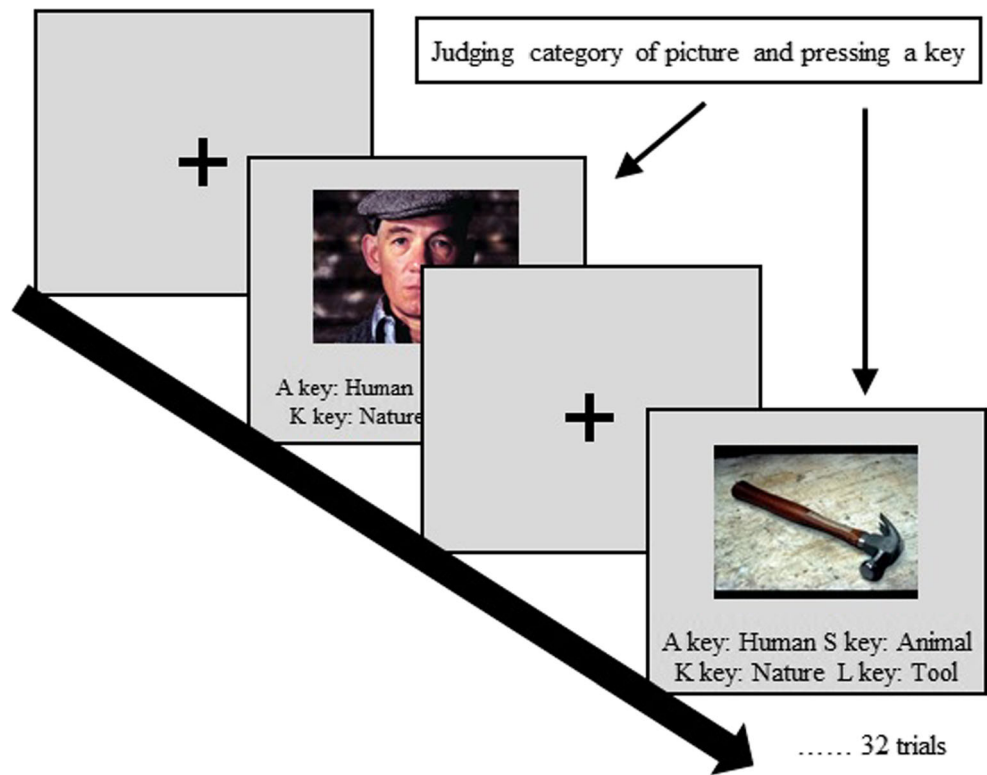 Judging category of picture and pressing a key
A key: Human
K key: Nature
A key: Human S key: Animal
K key: Nature L key: Tool
...... 32 trials